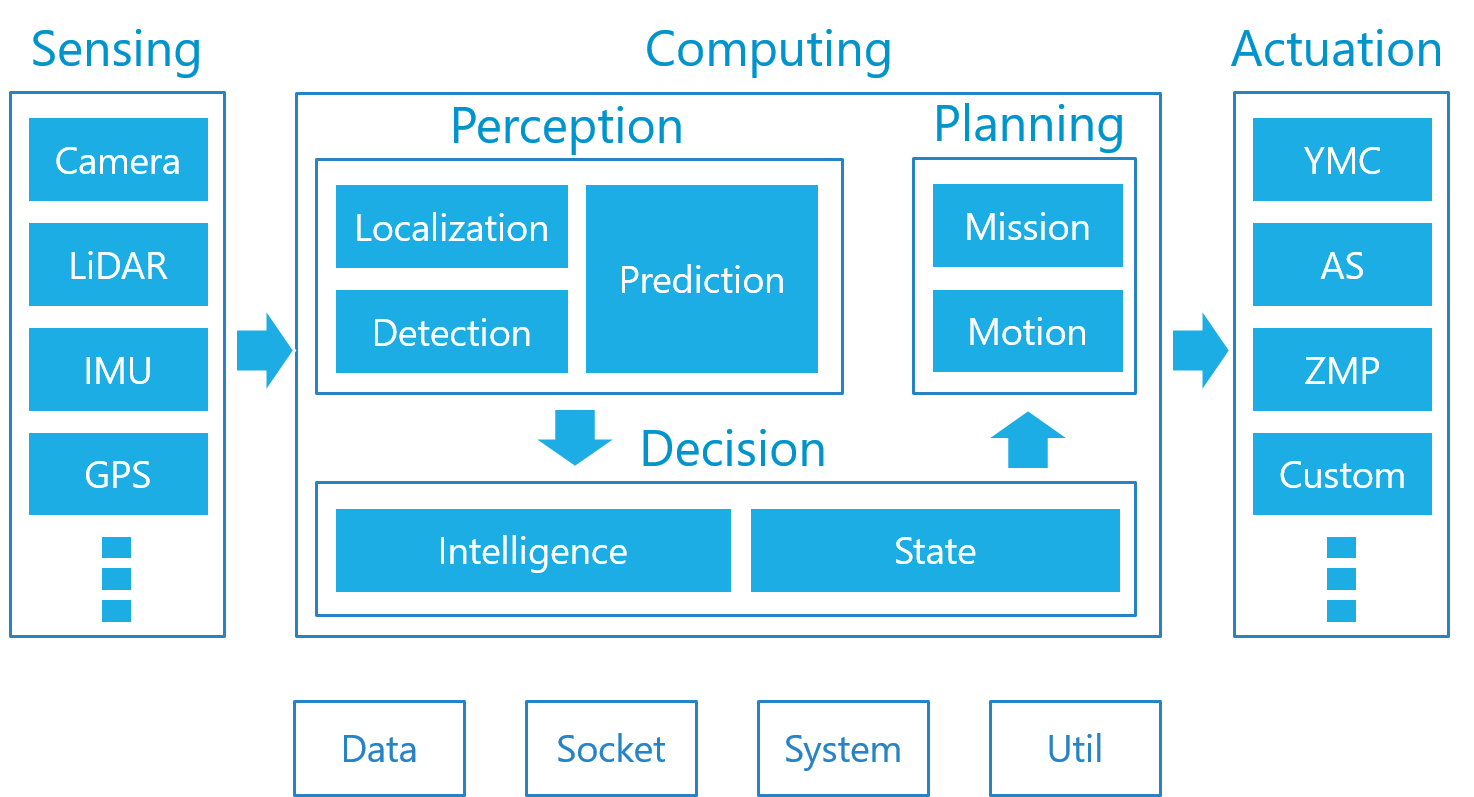 Sensing
Camera
LiDAR
IMU
GPS
Computing
Perception
Localization
Detection
Prediction
Planning
Mission
Motion
Decision
Intelligence
State
Actuation
YMC
AS
ZMP
Custom
Data
Socket
System
Util